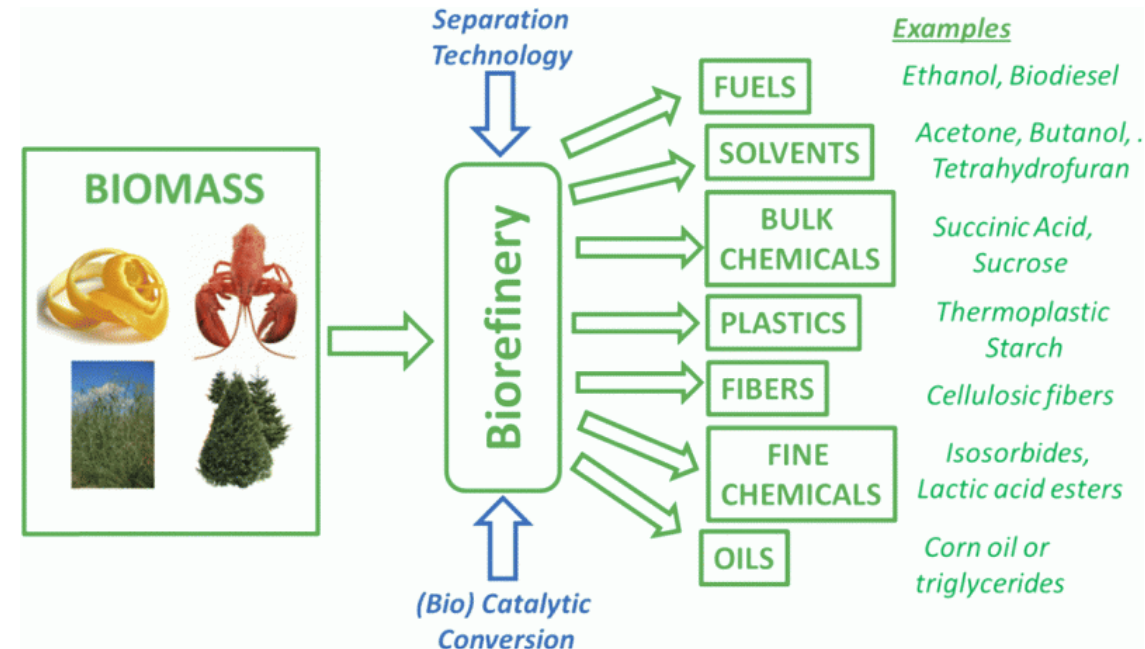 Separation
Technology
Examples
BIOMASS
Biorefinery
(Bio) Catalytic
Conversion
FUELS
Ethanol, Biodiesel
SOLVENTS
Acetone, Butanol, .
Tetrahydrofuran
BULK
CHEMICALS
Succinic Acid,
Sucrose
PLASTICS
Thermoplastic
Starch
FIBERS
Cellulosic fibers
FINE
CHEMICALS
Isosorbides,
Lactic acid esters
OILS
Corn oil or
triglycerides